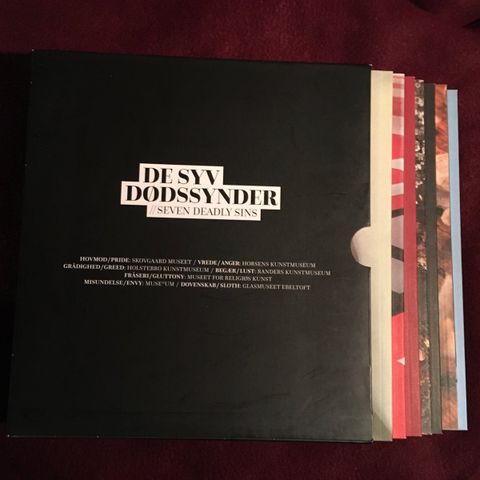 DE SYV
DØDSSYNDER
//SEVEN DEADLY SINS
HOVMOD/PRIDE: SKOVGAARD MUSEET / VREDE/ANGER: HORSENS KUNSTMUSEUM
GRÅDIGHED/GREED: HOLSTEBRO KUNSTMUSEUM / BEGÆR/LUST: RANDERS KUNSTMUSEUM
FRÅSERI/GLUTTONY: MUSEET FOR RELIGIØS KUNST
MISUNDELSE/ENVY: MUSE®UM / DOVENSKAB/SLOTH: GLASMUSEET EBELTOFT